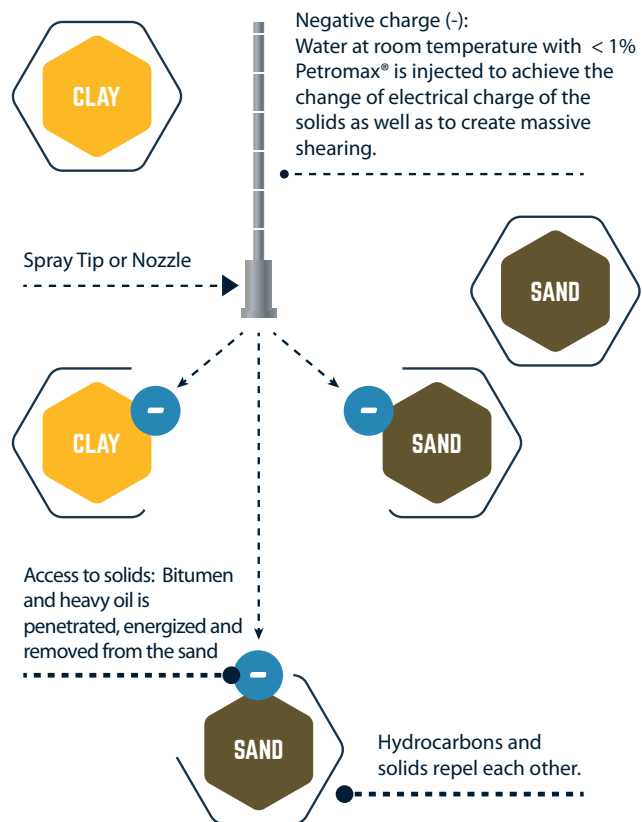 Negative charge (-):
Water at room temperature with < 1%
Petromax® is injected to achieve the
change of electrical charge of the
solids as well as to create massive
shearing.
CLAY
Spray Tip or Nozzle
SAND
CLAY
-
-
SAND
Access to solids: Bitumen
and heavy oil is
penetrated, energized and
removed from the sand
-
SAND
Hydrocarbons and
solids repel each other.